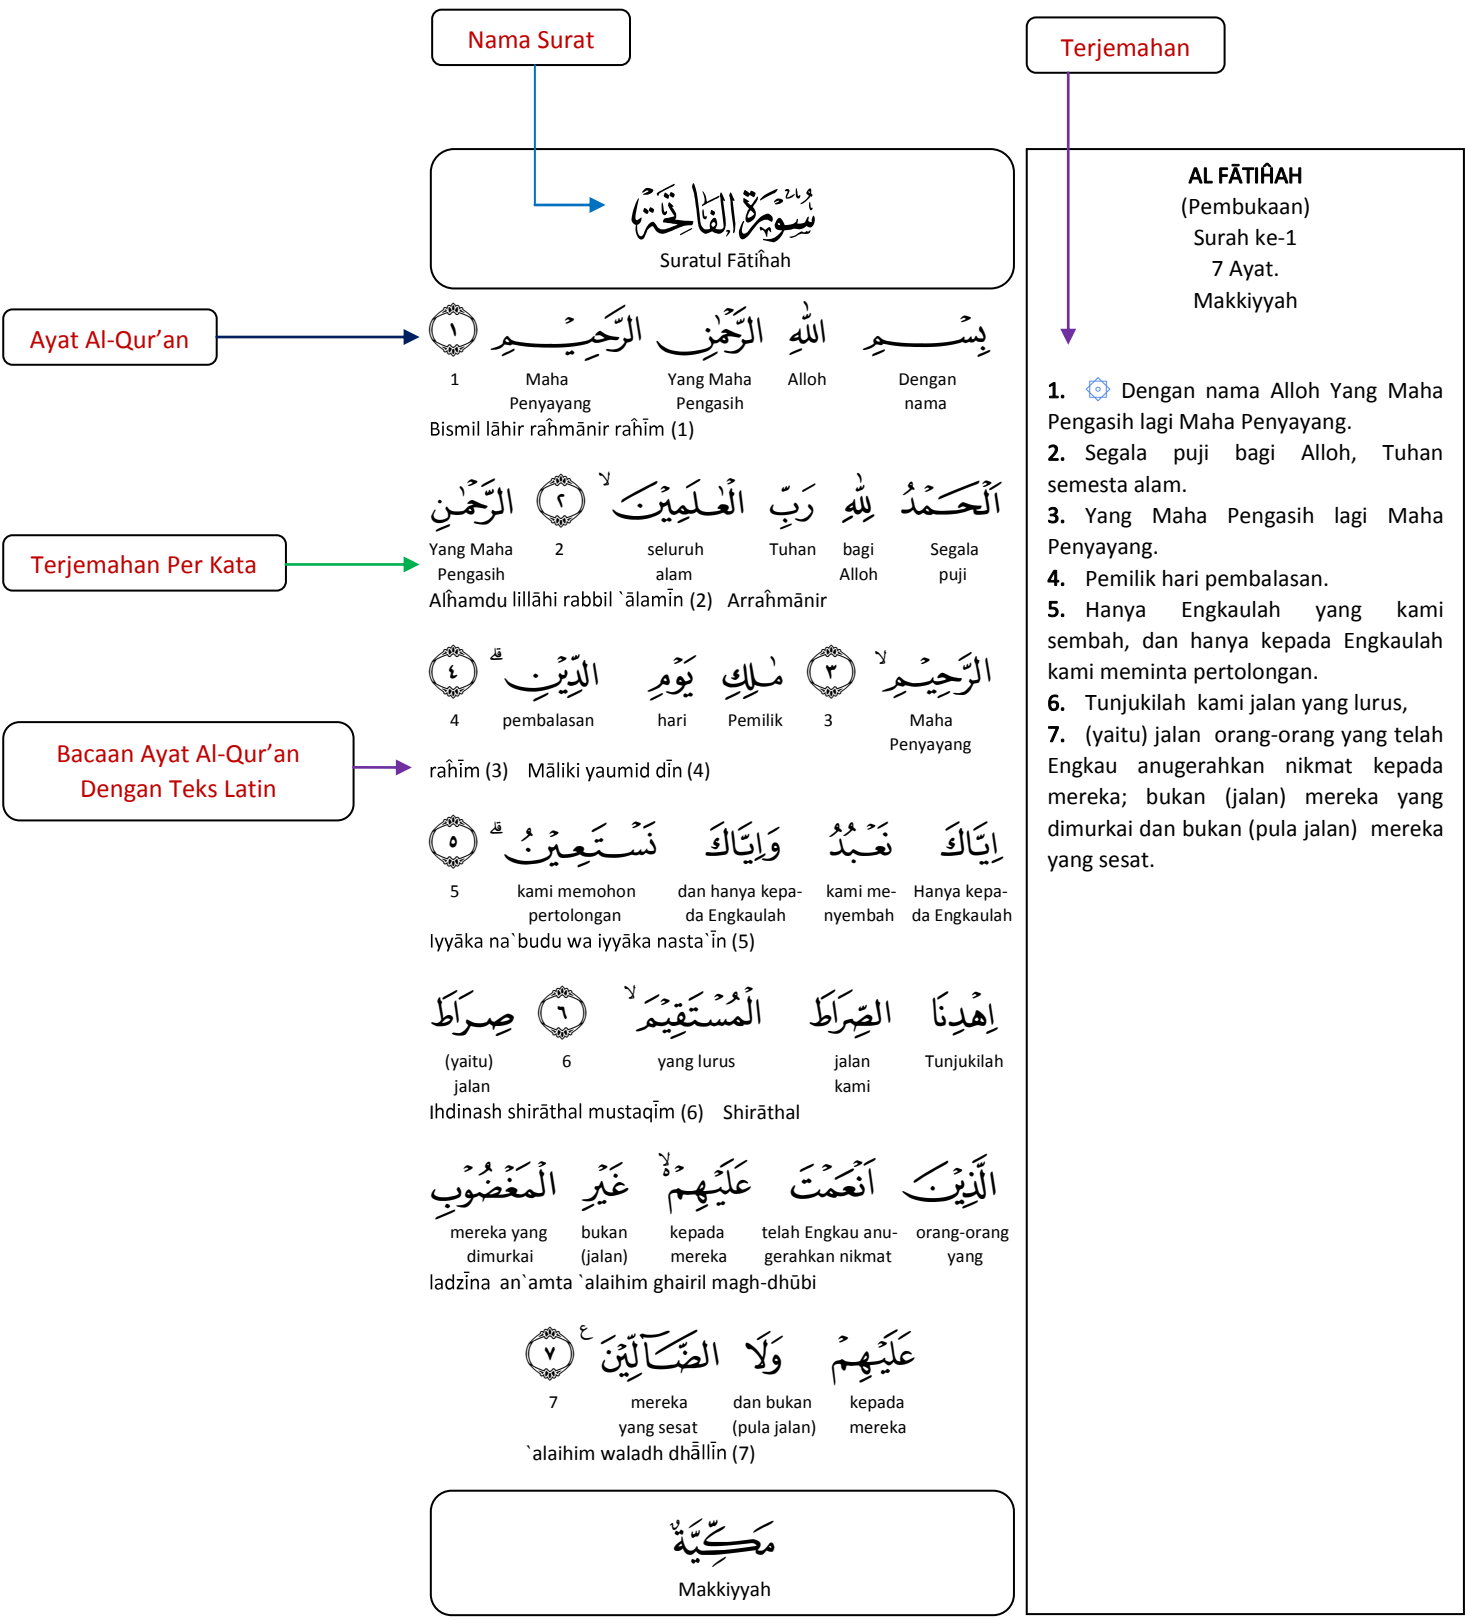 Nama Surat
Terjemahan
سُوْرَةُ الْفَاتِحَةِ
Suratul Fātiĥah
Ayat Al-Qur’an
بِسْــــمِ اللّٰهِ الرَّحْمٰنِ الرَّحِيْـــمِ ١
Dengan nama
Alloh
Yang Maha Pengasih
Maha Penyayang
1
Bismil lāhir raĥmānir raĥīm (1)
Terjemahan Per Kata
اَلْحَمْدُ لِلّٰهِ رَبِّ الْعٰلَمِيْنَۙ ٢ الرَّحْمٰنِ
Segala puji
bagi Alloh
Tuhan
seluruh alam
2
Yang Maha Pengasih
Alĥamdu lillāhi rabbil `ālamīn (2) Arraĥmānir
الرَّحِيْمِۙ ٣ مٰلِكِ يَوْمِ الدِّيْنِۗ ٤
Maha Penyayang
3
Pemilik
hari
pembalasan
4
Bacaan Ayat Al-Qur’an
Dengan Teks Latin
raĥīm (3) Māliki yaumid dīn (4)
اِيَّاكَ نَعْبُدُ وَاِيَّاكَ نَسْتَعِيْنُۗ ٥
Hanya kepa-da Engkaulah
kami me-nyembah
dan hanya kepa-da Engkaulah
kami memohon pertolongan
5
Iyyāka na`budu wa iyyāka nasta`īn (5)
اِهْدِنَا الصِّرَاطَ الْمُسْتَقِيْمَۙ ٦ صِرَاطَ
Tunjukilah
jalan kami
yang lurus
6
(yaitu) jalan
Ihdinash shirāthal mustaqīm (6) Shirāthal
الَّذِيْنَ اَنْعَمْتَ عَلَيْهِمْ ۙ غَيْرِ الْمَغْضُوْبِ
orang-orang yang
telah Engkau anu-gerahkan nikmat
kepada mereka
bukan (jalan)
mereka yang dimurkai
ladzīna an`amta `alaihim ghairil magh-dhūbi
عَلَيْهِمْ وَلَا الضَّاۤلِّيْنَ ࣖ ٧
kepada mereka
dan bukan (pula jalan)
mereka yang sesat
7
`alaihim waladh dhāllīn (7)
مَكِّيَّةٌ
Makkiyyah
AL FĀTIĤAH
(Pembukaan)
Surah ke-1
7 Ayat.
Makkiyyah
1. ۞ Dengan nama Alloh Yang Maha
Pengasih lagi Maha Penyayang.
2. Segala puji bagi Alloh, Tuhan
semesta alam.
3. Yang Maha Pengasih lagi Maha
Penyayang.
4. Pemilik hari pembalasan.
5. Hanya Engkaulah yang kami
sembah, dan hanya kepada Engkaulah
kami meminta pertolongan.
6. Tunjukilah kami jalan yang lurus,
7. (yaitu) jalan orang-orang yang telah
Engkau anugerahkan nikmat kepada
mereka; bukan (jalan) mereka yang
dimurkai dan bukan (pula jalan) mereka
yang sesat.